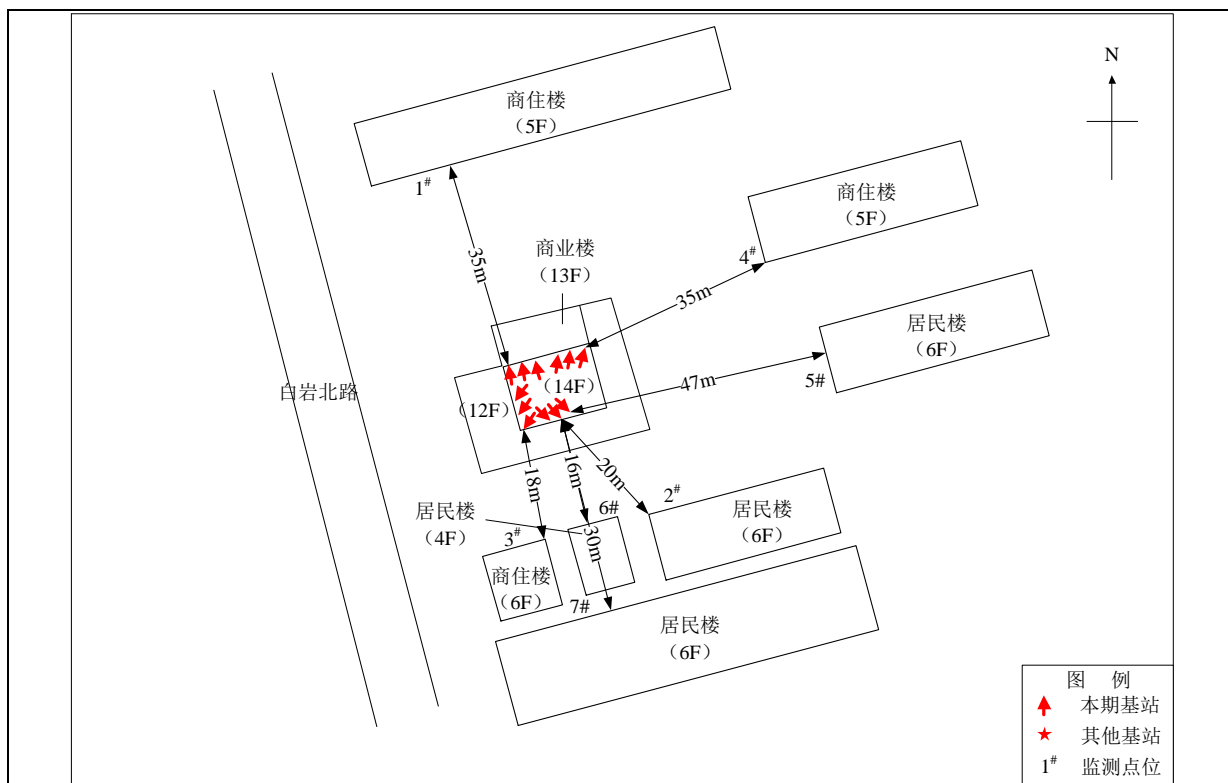 商住楼
（5F）
N
1#
商住楼
（5F）
4#
35m
商业楼
（13F）
35m
居民楼
（6F）
5#
47m
白岩北路
（12F）
（14F）
18m
16m
20m
2#
居民楼
（6F）
居民楼
（4F）
6#
30m
3#
商住楼
（6F）
7#
居民楼
（6F）
图 例
本期基站
其他基站
1# 监测点位